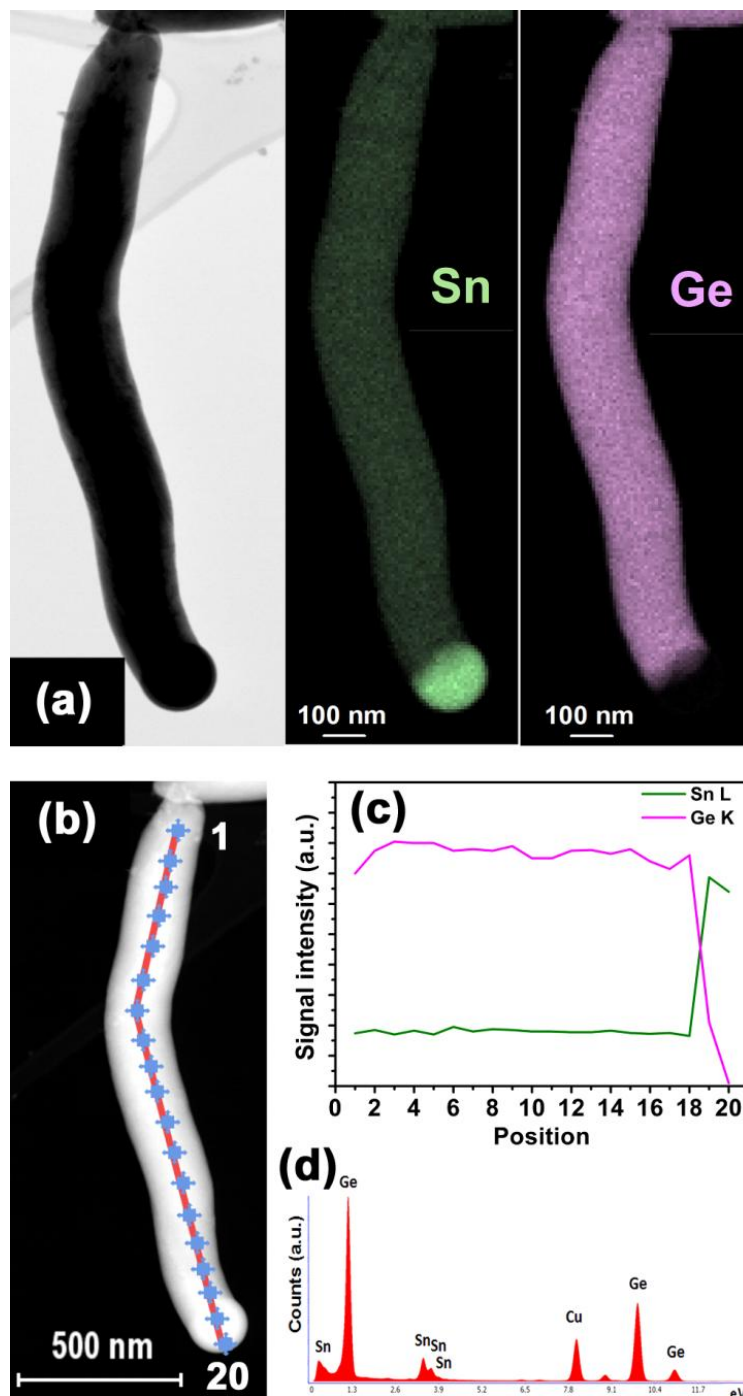 Sn
Ge
(a)
100 nm
100 nm
(b)
1
500 nm
20
(c)
Sn L
Ge K
Signal intensity (a.u.)
0 2 4 6 8 10 12 14 16 18 20
Position
(d)
Counts (a.u.)
Ge
Sn
Sn
Sn
Sn
Cu
Ge
Ge
0 1.3 2.6 3.9 5.2 6.5 7.8 9.1 10.4 11.7